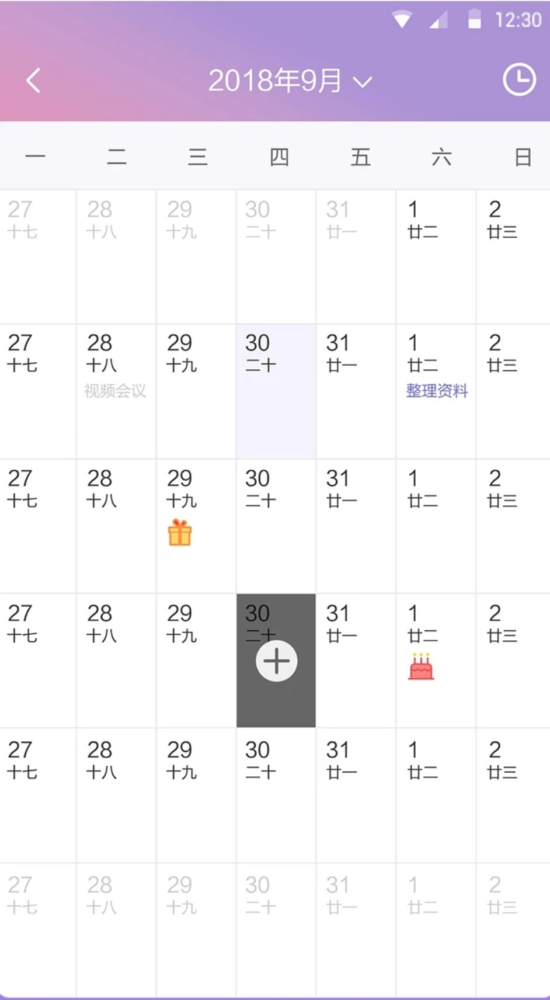 12:30
2018年9月
一 二 三 四 五 六 日
27 28 29 30 31 1 2
十七 十八 十九 二十 廿一 廿二 廿三
27 28 29 30 31 1 2
十七 十八 十九 二十 廿一 廿二 廿三
视频会议 整理资料
27 28 29 30 31 1 2
十七 十八 十九 二十 廿一 廿二 廿三
27 28 29 30 31 1 2
十七 十八 十九 二十 廿一 廿二 廿三
27 28 29 30 31 1 2
十七 十八 十九 二十 廿一 廿二 廿三
27 28 29 30 31 1 2
十七 十八 十九 二十 廿一 廿二 廿三